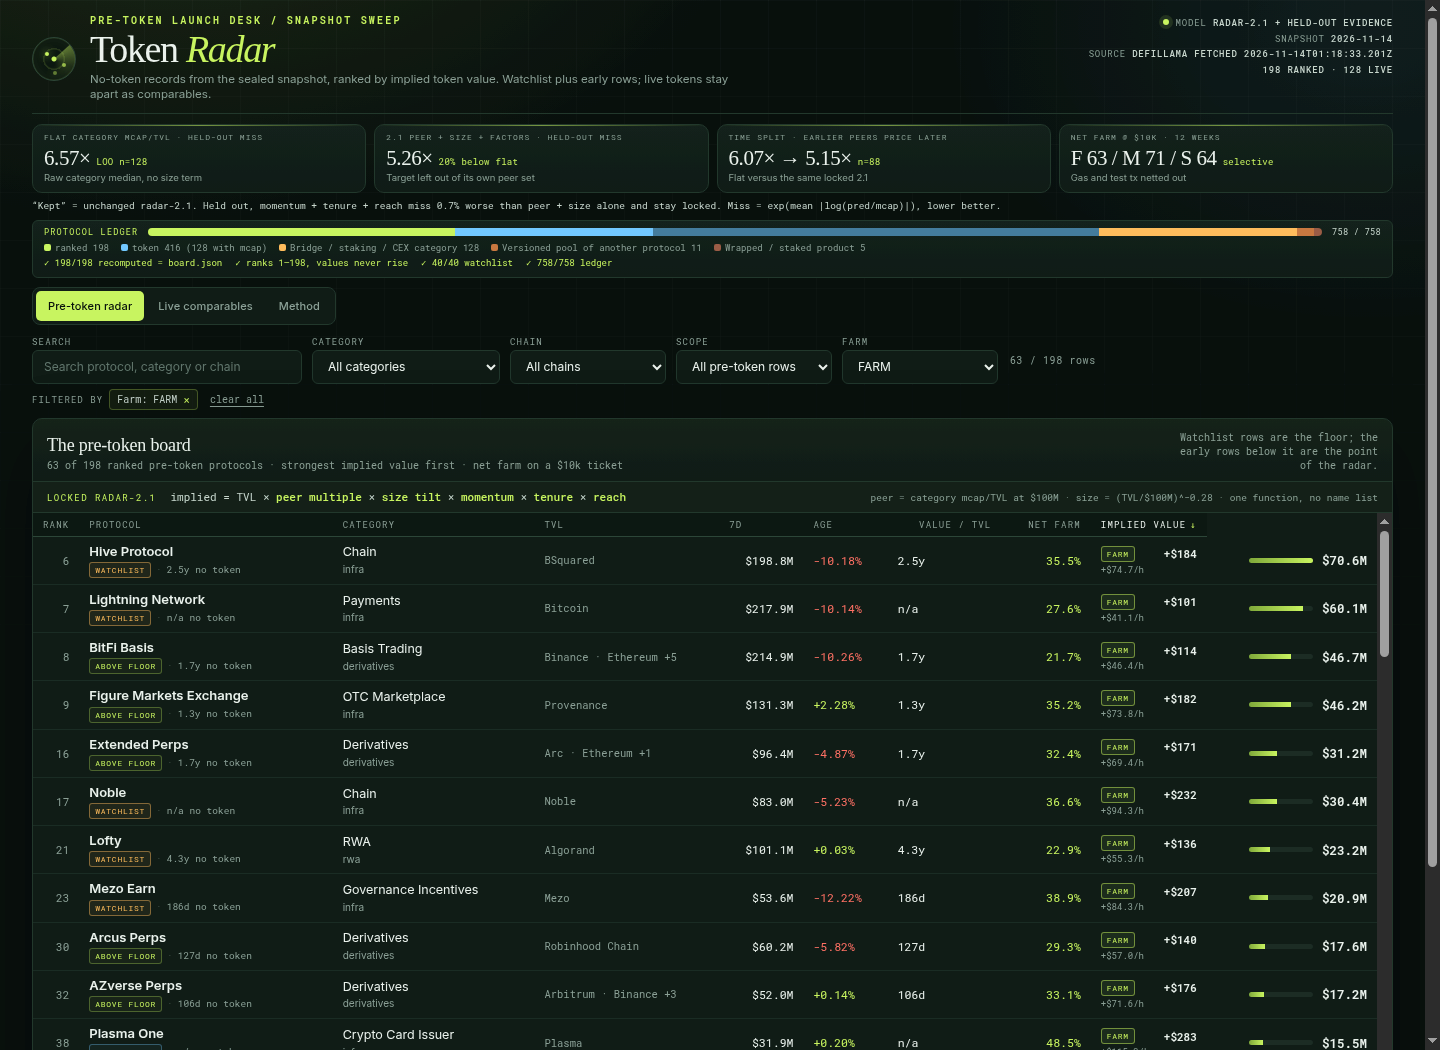 PRE-TOKEN LAUNCH DESK / SNAPSHOT SWEEP
Token Radar
No-token records from the sealed snapshot, ranked by implied token value. Watchlist plus early rows; live tokens stay
apart as comparables.
MODEL RADAR-2.1 + HELD-OUT EVIDENCE
SNAPSHOT 2026-11-14
SOURCE DEFILLAMA FETCHED 2026-11-14T01:18:33.201Z
198 RANKED · 128 LIVE
FLAT CATEGORY MCAP/TVL · HELD-OUT MISS
6.57× LOO n=128
Raw category median, no size term
2.1 PEER + SIZE + FACTORS · HELD-OUT MISS
5.26× 20% below flat
Target left out of its own peer set
TIME SPLIT · EARLIER PEERS PRICE LATER
6.07× → 5.15× n=88
Flat versus the same locked 2.1
NET FARM @ $10K · 12 WEEKS
F 63 / M 71 / S 64 selective
Gas and test tx netted out
“Kept” = unchanged radar-2.1. Held out, momentum + tenure + reach miss 0.7% worse than peer + size alone and stay locked. Miss = exp(mean |log(pred/mcap)|), lower better.
PROTOCOL LEDGER 758 / 758
ranked 198 token 416 (128 with mcap) Bridge / staking / CEX category 128 Versioned pool of another protocol 11 Wrapped / staked product 5
✓ 198/198 recomputed = board.json ✓ ranks 1–198, values never rise ✓ 40/40 watchlist ✓ 758/758 ledger
Pre-token radar Live comparables Method
SEARCH CATEGORY CHAIN SCOPE FARM
Search protocol, category or chain All categories All chains All pre-token rows FARM 63 / 198 rows
FILTERED BY Farm: FARM × clear all
The pre-token board
63 of 198 ranked pre-token protocols · strongest implied value first · net farm on a $10k ticket
Watchlist rows are the floor; the
early rows below it are the point
of the radar.
LOCKED RADAR-2.1 implied = TVL × peer multiple × size tilt × momentum × tenure × reach
peer = category mcap/TVL at $100M · size = (TVL/$100M)^-0.28 · one function, no name list
RANK PROTOCOL CATEGORY TVL 7D AGE VALUE / TVL NET FARM IMPLIED VALUE ↓
6 Hive Protocol Chain BSquared $198.8M -10.18% 2.5y 35.5% FARM +$184 $70.6M
WATCHLIST · 2.5y no token infra +$74.7/h
7 Lightning Network Payments Bitcoin $217.9M -10.14% n/a 27.6% FARM +$101 $60.1M
WATCHLIST · n/a no token infra +$41.1/h
8 BitFi Basis Basis Trading Binance · Ethereum +5 $214.9M -10.26% 1.7y 21.7% FARM +$114 $46.7M
ABOVE FLOOR · 1.7y no token derivatives +$46.4/h
9 Figure Markets Exchange OTC Marketplace Provenance $131.3M +2.28% 1.3y 35.2% FARM +$182 $46.2M
ABOVE FLOOR · 1.3y no token infra +$73.8/h
16 Extended Perps Derivatives Arc · Ethereum +1 $96.4M -4.87% 1.7y 32.4% FARM +$171 $31.2M
ABOVE FLOOR · 1.7y no token derivatives +$69.4/h
17 Noble Chain Noble $83.0M -5.23% n/a 36.6% FARM +$232 $30.4M
WATCHLIST · n/a no token infra +$94.3/h
21 Lofty RWA Algorand $101.1M +0.03% 4.3y 22.9% FARM +$136 $23.2M
WATCHLIST · 4.3y no token rwa +$55.3/h
23 Mezo Earn Governance Incentives Mezo $53.6M -12.22% 186d 38.9% FARM +$207 $20.9M
WATCHLIST · 186d no token infra +$84.3/h
30 Arcus Perps Derivatives Robinhood Chain $60.2M -5.82% 127d 29.3% FARM +$140 $17.6M
ABOVE FLOOR · 127d no token derivatives +$57.0/h
32 AZverse Perps Derivatives Arbitrum · Binance +3 $52.0M +0.14% 106d 33.1% FARM +$176 $17.2M
ABOVE FLOOR · 106d no token derivatives +$71.6/h
38 Plasma One Crypto Card Issuer Plasma $31.9M +0.20% n/a 48.5% FARM +$283 $15.5M